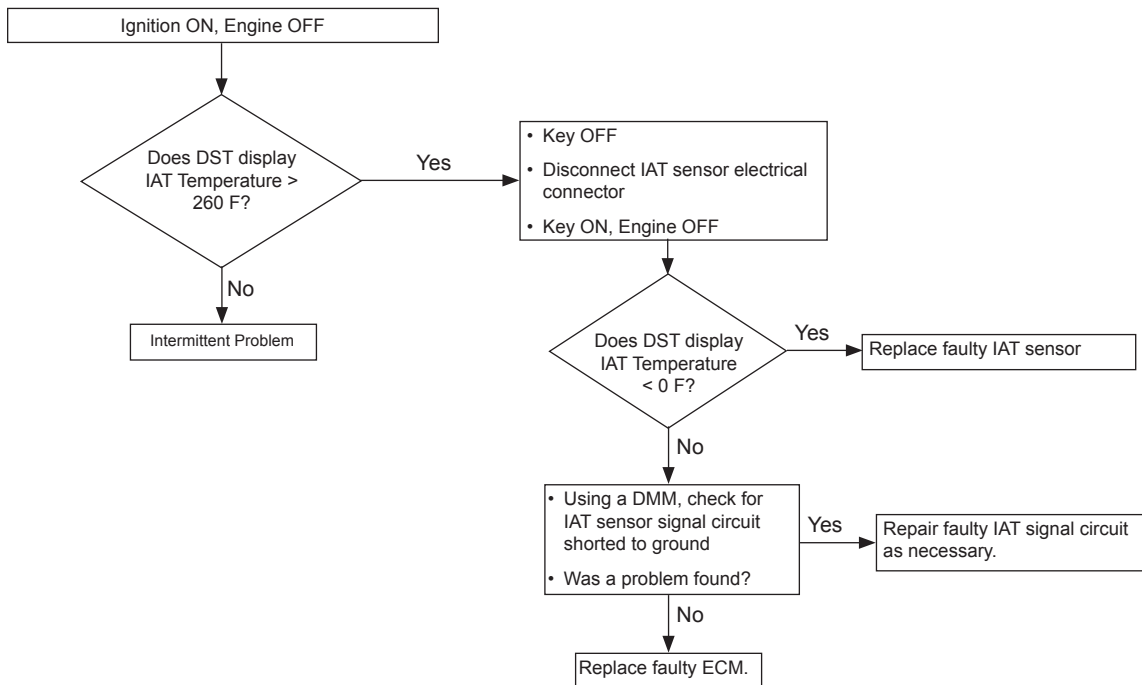 Ignition ON, Engine OFF
Does DST display
IAT Temperature >
260 F?
Yes
• Key OFF
• Disconnect IAT sensor electrical
connector
• Key ON, Engine OFF
No
Intermittent Problem
Does DST display
IAT Temperature
< 0 F?
Yes
Replace faulty IAT sensor
No
• Using a DMM, check for
IAT sensor signal circuit
shorted to ground
• Was a problem found?
Yes
Repair faulty IAT signal circuit
as necessary.
No
Replace faulty ECM.